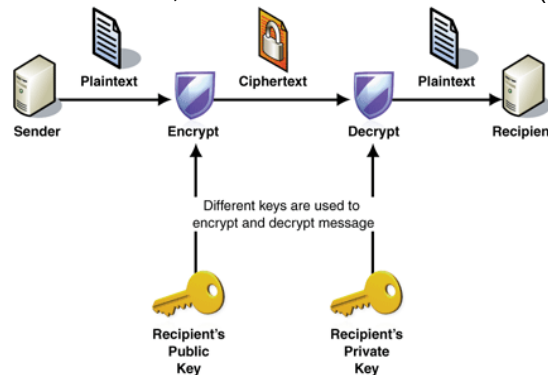 Plaintext
Ciphertext
Plaintext
Sender
Encrypt
Decrypt
Recipien
Different keys are used to
encrypt and decrypt message
Recipient's
Public
Key
Recipient's
Private
Key